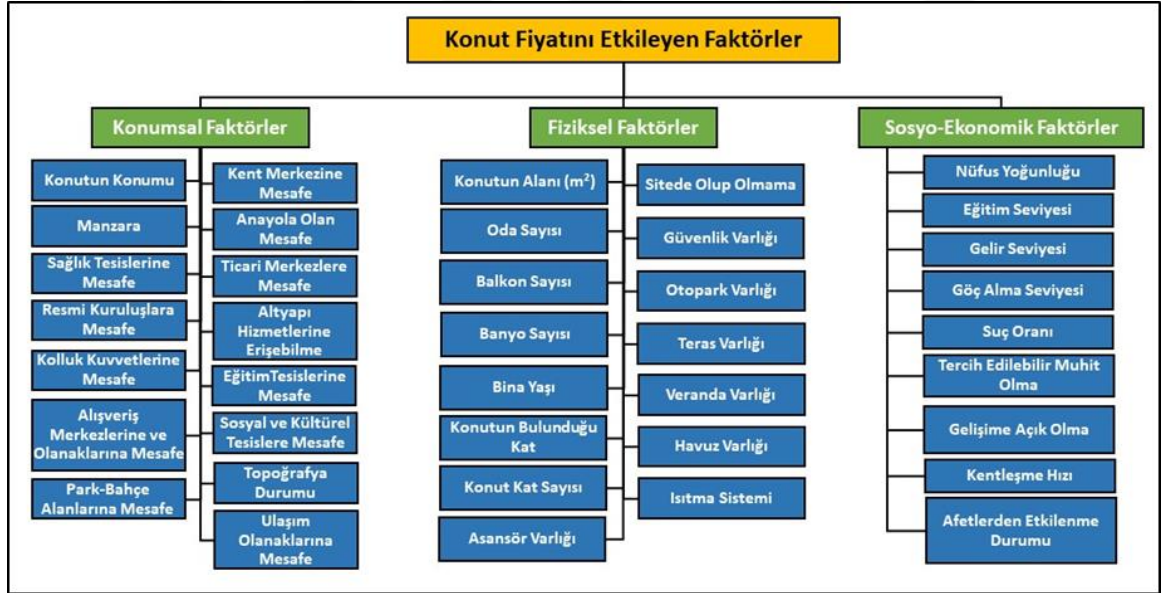 Konut Fiyatını Etkileyen Faktörler
Konumsal Faktörler
Konutun Konumu
Manzara
Sağlık Tesislerine
Mesafe
Resmi Kuruluşlara
Mesafe
Kolluk Kuvvetlerine
Mesafe
Alışveriş
Merkezlerine ve
Olanaklarına Mesafe
Park-Bahçe
Alanlarına Mesafe
Kent Merkezine
Mesafe
Anayola Olan
Mesafe
Ticari Merkezlere
Mesafe
Altyapı
Hizmetlerine
Erişebilme
EğitimTesislerine
Mesafe
Sosyal ve Kültürel
Tesislere Mesafe
Topoğrafya
Durumu
Ulaşım
Olanaklarına
Mesafe
Fiziksel Faktörler
Konutun Alanı (m²)
Oda Sayısı
Balkon Sayısı
Banyo Sayısı
Bina Yaşı
Konutun Bulunduğu
Kat
Konut Kat Sayısı
Asansör Varlığı
Sitede Olup Olmama
Güvenlik Varlığı
Otopark Varlığı
Teras Varlığı
Veranda Varlığı
Havuz Varlığı
Isıtma Sistemi
Sosyo-Ekonomik Faktörler
Nüfus Yoğunluğu
Eğitim Seviyesi
Gelir Seviyesi
Göç Alma Seviyesi
Suç Oranı
Tercih Edilebilir Muhit
Olma
Gelişime Açık Olma
Kentleşme Hızı
Afetlerden Etkilenme
Durumu